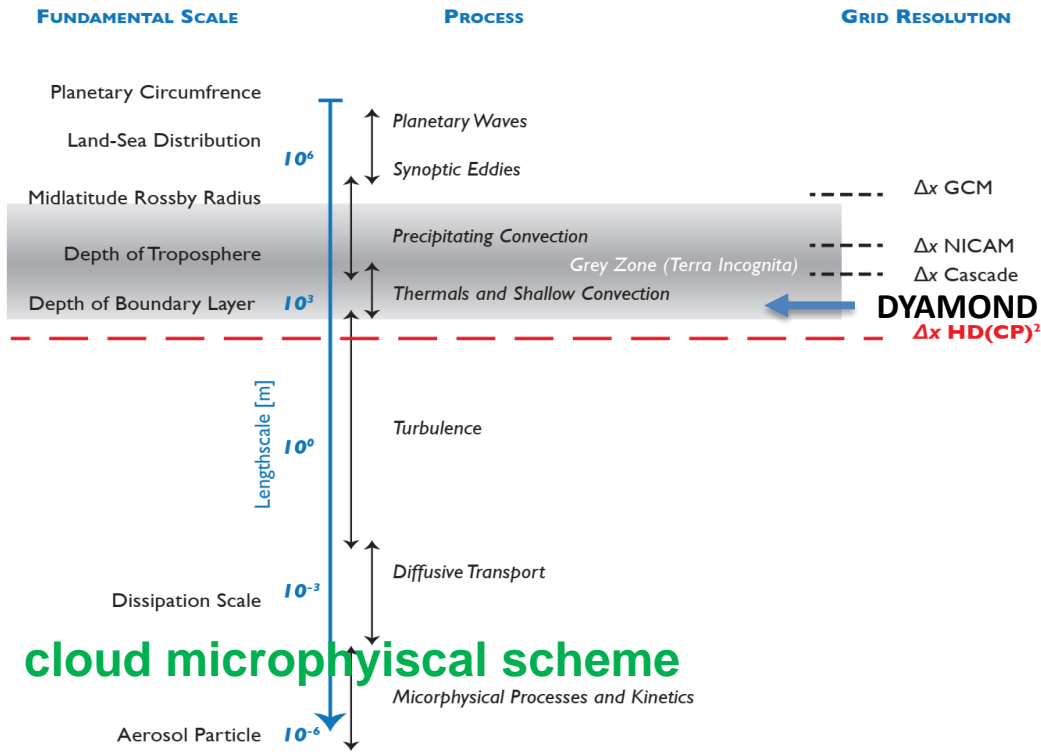 FUNDAMENTAL SCALE
PROCESS
GRID RESOLUTION
Planetary Circumfrence
Planetary Waves
Land-Sea Distribution
10⁶
Synoptic Eddies
Midlatitude Rossby Radius
Δx GCM
Precipitating Convection
Δx NICAM
Depth of Troposphere
Grey Zone (Terra Incognita)
Δx Cascade
Thermals and Shallow Convection
Depth of Boundary Layer
10³
DYAMOND
Δx HD(CP)²
Lengthscale [m]
Turbulence
10⁰
Diffusive Transport
10⁻³
Dissipation Scale
cloud microphyiscal scheme
Micorphysical Processes and Kinetics
Aerosol Particle
10⁻⁶